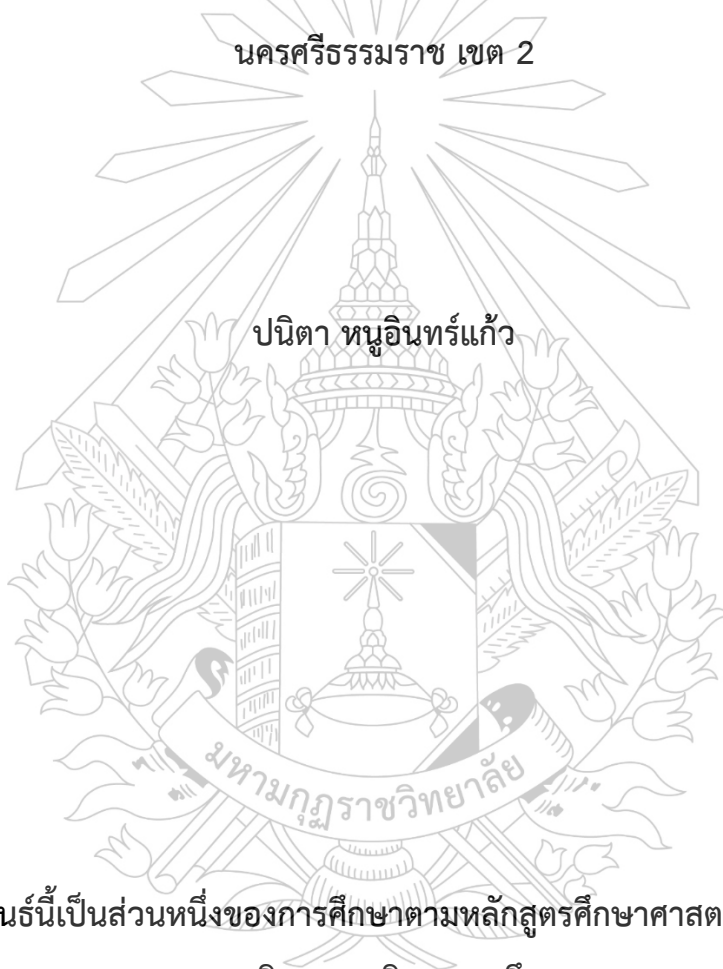 นครศรีธรรมราช เขต 2
ปนิตา หนูอินทร์แก้ว
มหามกุฏราชวิทยาลัย
นธ์นี้เป็นส่วนหนึ่งของการศึกษาตามหลักสูตรศึกษาศาสต